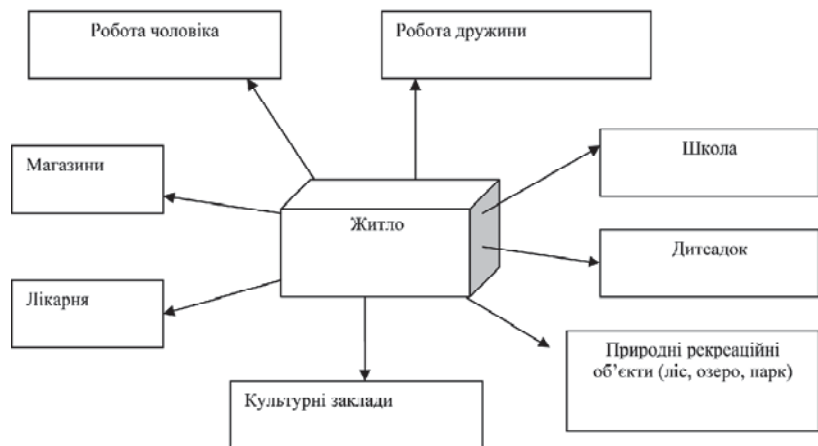 Робота чоловіка
Робота дружини
Магазини
Школа
Житло
Дитсадок
Лікарня
Природні рекреаційні
об’єкти (ліс, озеро, парк)
Культурні заклади